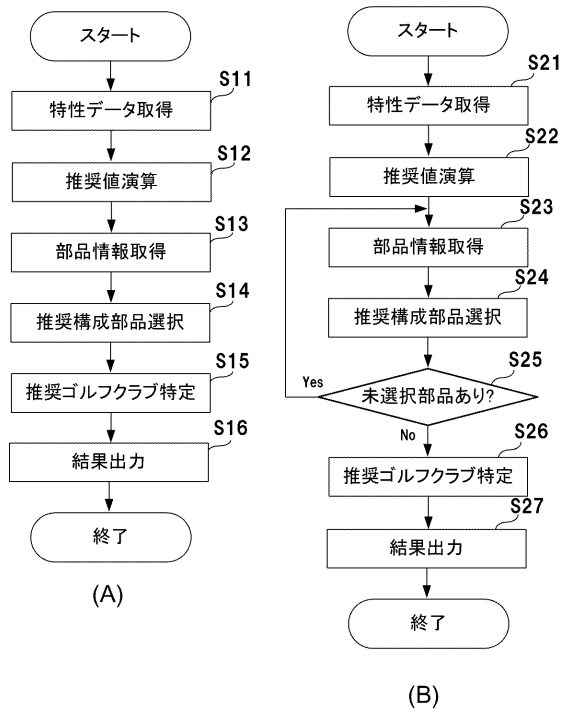 スタート
S11
特性データ取得
S12
推奨値演算
S13
部品情報取得
S14
推奨構成部品選択
S15
推奨ゴルフクラブ特定
S16
結果出力
終了
(A)
スタート
S21
特性データ取得
S22
推奨値演算
S23
部品情報取得
S24
推奨構成部品選択
S25
未選択部品あり?
Yes
No
S26
推奨ゴルフクラブ特定
S27
結果出力
終了
(B)